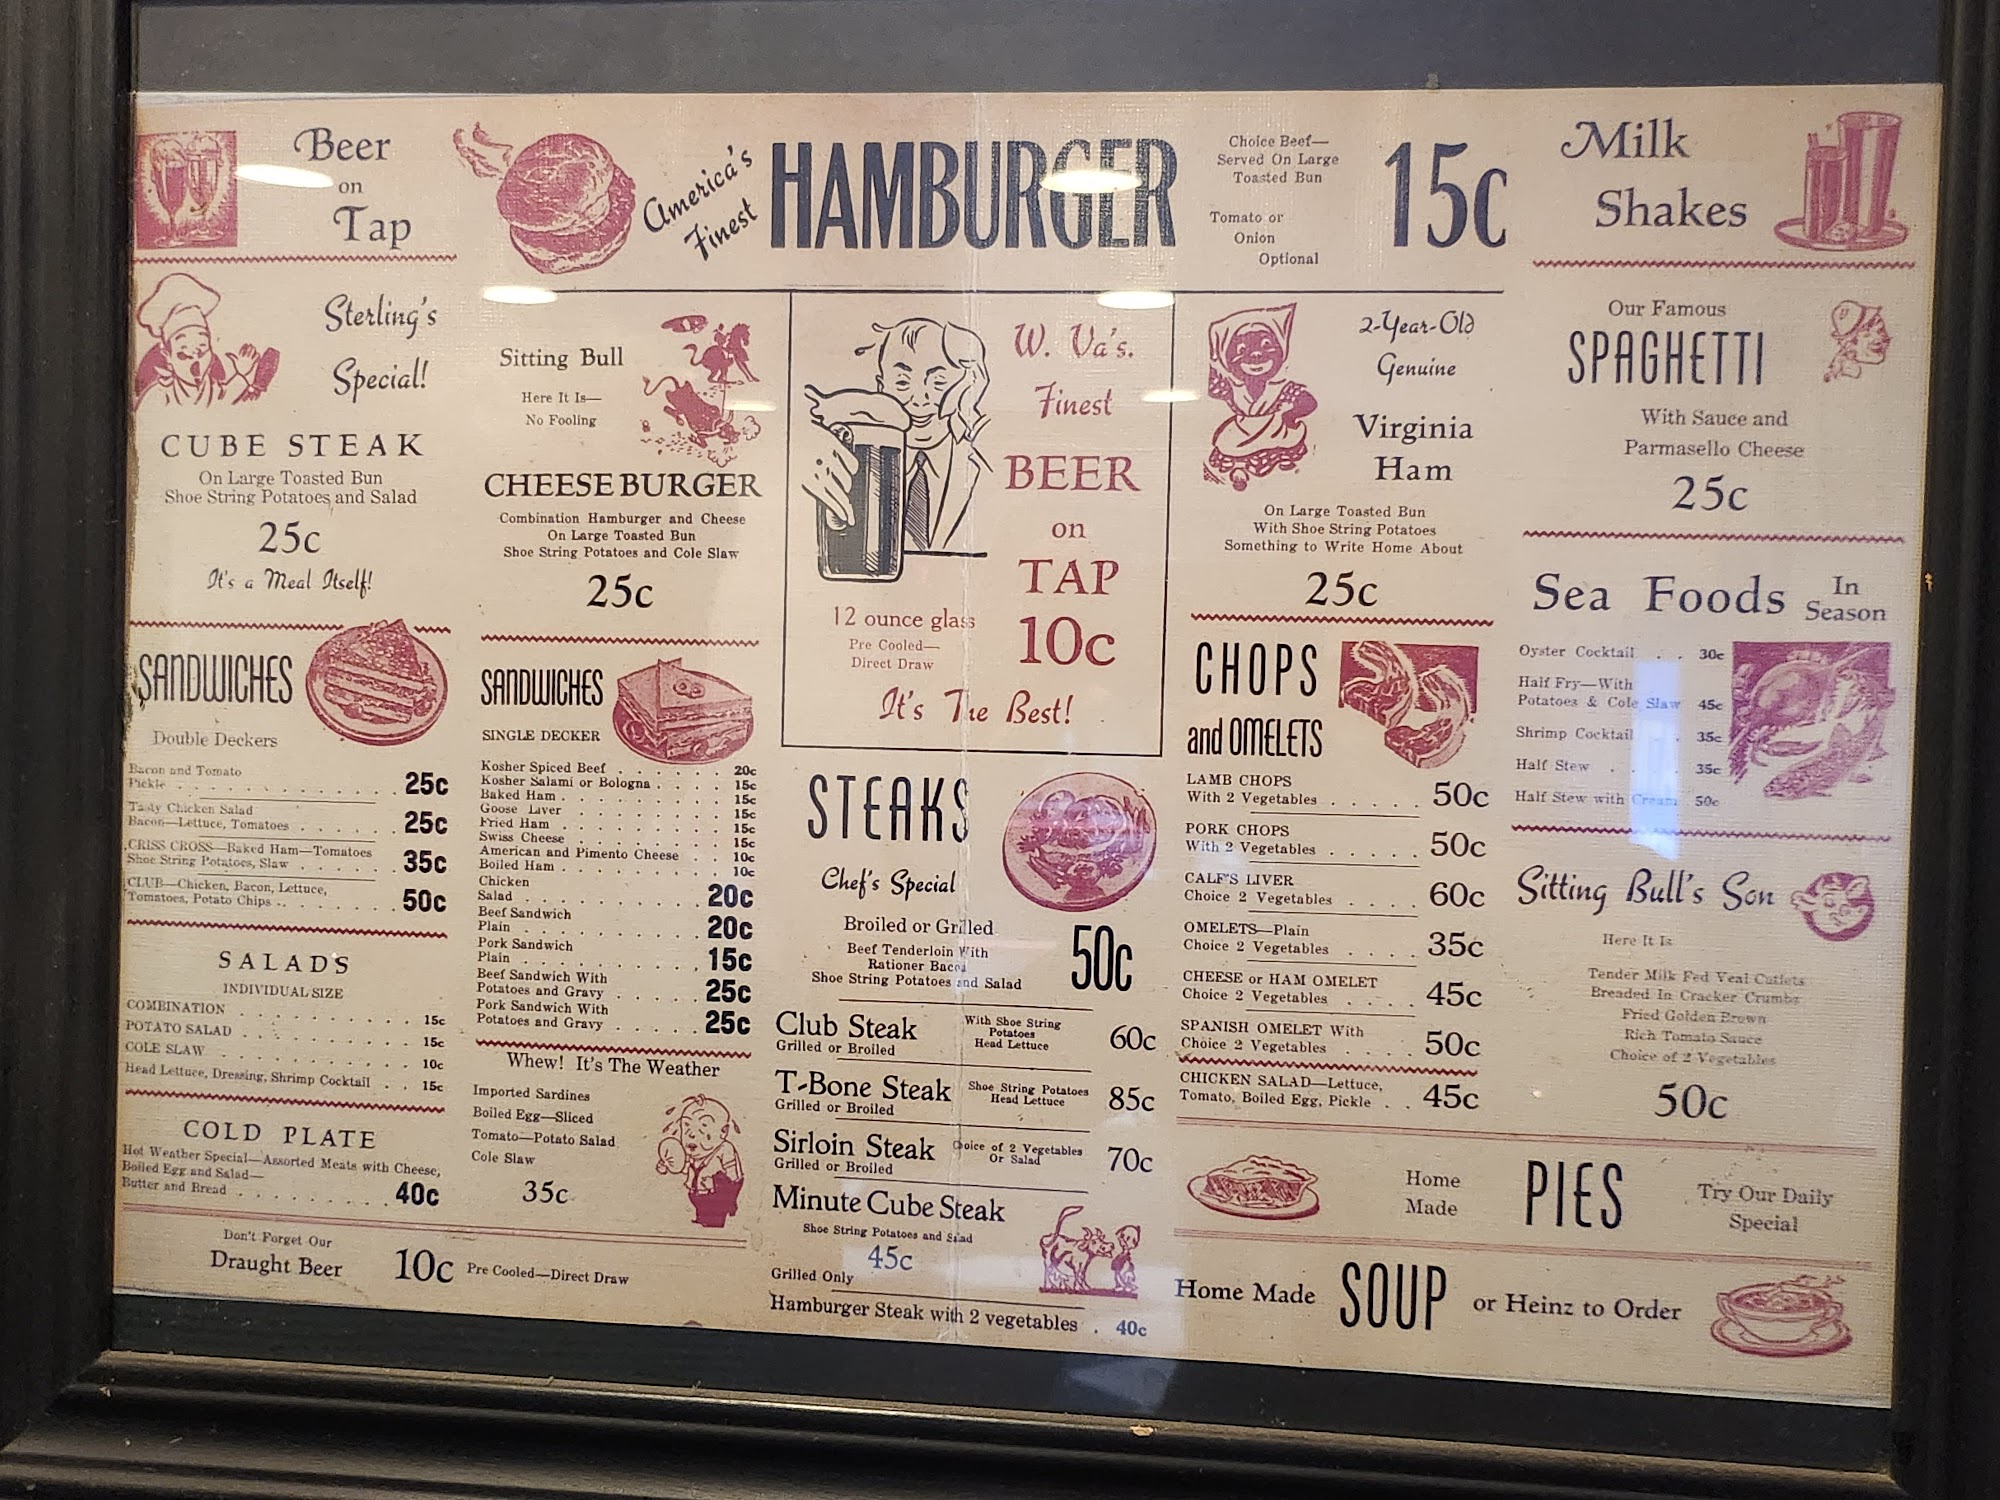 Beer
on
Tap
America's
Finest
HAMBURGER
Choice Beef—
Served On Large
Toasted Bun
Tomato or
Onion
Optional
15c
Milk
Shakes
Sterling's
Special!
CUBE STEAK
On Large Toasted Bun
Shoe String Potatoes and Salad
25c
It's a Meal Itself!
Sitting Bull
Here It Is—
No Fooling
CHEESEBURGER
Combination Hamburger and Cheese
On Large Toasted Bun
Shoe String Potatoes and Cole Slaw
25c
W. Va's.
Finest
BEER
on
TAP
10c
12 ounce glass
Pre Cooled—
Direct Draw
It's The Best!
2-Year-Old
Genuine
Virginia
Ham
On Large Toasted Bun
With Shoe String Potatoes
Something to Write Home About
25c
Our Famous
SPAGHETTI
With Sauce and
Parmasello Cheese
25c
SANDWICHES
Double Deckers
Bacon and Tomato
Pickle . . . . . . . . . . . . . 25c
Tasty Chicken Salad
Bacon—Lettuce, Tomatoes . . . . . . 25c
CRISS CROSS—Baked Ham—Tomatoes
Shoe String Potatoes, Slaw . . . . . . 35c
CLUB—Chicken, Bacon, Lettuce,
Tomatoes, Potato Chips . . . . . . . . 50c
SALADS
INDIVIDUAL SIZE
COMBINATION . . . . . . . . . . 15c
POTATO SALAD . . . . . . . . . . 15c
COLE SLAW . . . . . . . . . . . 10c
Head Lettuce, Dressing, Shrimp Cocktail . . 15c
COLD PLATE
Hot Weather Special—Assorted Meats with Cheese,
Boiled Egg and Salad—
Butter and Bread . . . . . . . . . 40c
SANDWICHES
SINGLE DECKER
Kosher Spiced Beef . . . . . . . 20c
Kosher Salami or Bologna . . . . . 15c
Baked Ham . . . . . . . . . . 15c
Goose Liver . . . . . . . . . . 15c
Fried Ham . . . . . . . . . . 15c
Swiss Cheese . . . . . . . . . . 15c
American and Pimento Cheese . . . 10c
Boiled Ham . . . . . . . . . . 10c
Chicken
Salad . . . . . . . . . . 20c
Beef Sandwich
Plain . . . . . . . . . . 20c
Pork Sandwich
Plain . . . . . . . . . . 15c
Beef Sandwich With
Potatoes and Gravy . . . . . 25c
Pork Sandwich With
Potatoes and Gravy . . . . . 25c
Whew! It's The Weather
Imported Sardines
Boiled Egg—Sliced
Tomato—Potato Salad
Cole Slaw
35c
Don't Forget Our
Draught Beer 10c Pre Cooled—Direct Draw
STEAKS
Chef's Special
Broiled or Grilled
Beef Tenderloin With
Rationer Bacon
Shoe String Potatoes and Salad
50c
Club Steak With Shoe String
Potatoes
Head Lettuce 60c
Grilled or Broiled
T-Bone Steak Shoe String Potatoes
Head Lettuce 85c
Grilled or Broiled
Sirloin Steak Choice of 2 Vegetables
Or Salad 70c
Grilled or Broiled
Minute Cube Steak
Shoe String Potatoes and Salad
45c
Grilled Only
Hamburger Steak with 2 vegetables . 40c
CHOPS
and OMELETS
LAMB CHOPS
With 2 Vegetables . . . . . 50c
PORK CHOPS
With 2 Vegetables . . . . . 50c
CALF'S LIVER
Choice 2 Vegetables . . . . 60c
OMELETS—Plain
Choice 2 Vegetables . . . . 35c
CHEESE or HAM OMELET
Choice 2 Vegetables . . . . 45c
SPANISH OMELET With
Choice 2 Vegetables . . . . 50c
CHICKEN SALAD—Lettuce,
Tomato, Boiled Egg, Pickle . . 45c
Sea Foods In
Season
Oyster Cocktail . . 30c
Half Fry—With
Potatoes & Cole Slaw 45c
Shrimp Cocktail . 35c
Half Stew . . . 35c
Half Stew with Cream 50c
Sitting Bull's Son
Here It Is
Tender Milk Fed Veal Cutlets
Breaded In Cracker Crumbs
Fried Golden Brown
Rich Tomato Sauce
Choice of 2 Vegetables
50c
Home
Made
PIES
Try Our Daily
Special
Home Made SOUP or Heinz to Order